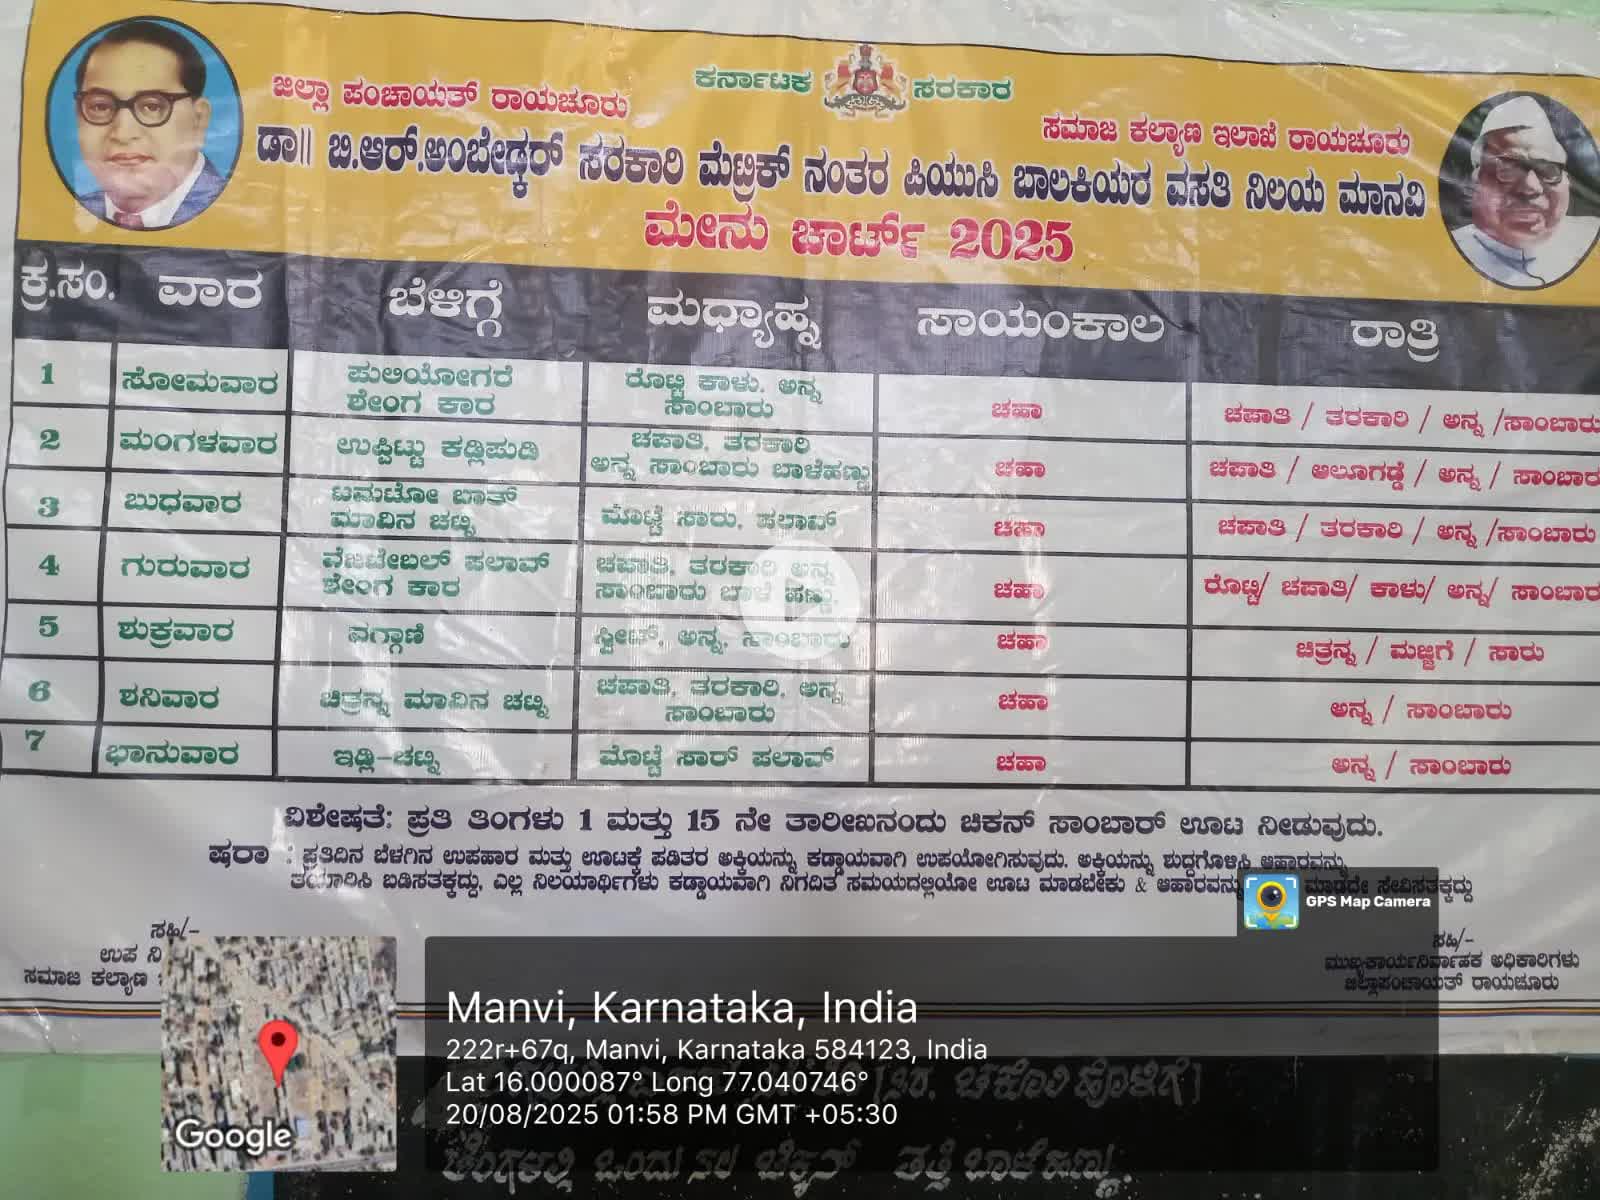 ಕರ್ನಾಟಕ ಸರಕಾರ
ಜಿಲ್ಲಾ ಪಂಚಾಯತ್ ರಾಯಚೂರು
ಸಮಾಜ ಕಲ್ಯಾಣ ಇಲಾಖೆ ರಾಯಚೂರು
ಡಾ|| ಬಿ.ಆರ್.ಅಂಬೇಡ್ಕರ್ ಸರಕಾರಿ ಮೆಟ್ರಿಕ್ ನಂತರ ಪಿಯುಸಿ ಬಾಲಕಿಯರ ವಸತಿ ನಿಲಯ ಮಾನವಿ
ಮೇನು ಚಾರ್ಟ್ 2025
ಕ್ರ.ಸಂ. ವಾರ ಬೆಳಿಗ್ಗೆ ಮಧ್ಯಾಹ್ನ ಸಾಯಂಕಾಲ ರಾತ್ರಿ
1 ಸೋಮವಾರ ಪುಲಿಯೋಗರೆ ರೊಟ್ಟಿ ಕಾಳು. ಅನ್ನ ಚಹಾ ಚಪಾತಿ / ತರಕಾರಿ / ಅನ್ನ /ಸಾಂಬಾರು
ಶೇಂಗ ಕಾರ ಸಾಂಬಾರು
2 ಮಂಗಳವಾರ ಉಪ್ಪಿಟ್ಟು ಕಡ್ಲಿಪುಡಿ ಚಪಾತಿ, ತರಕಾರಿ ಚಹಾ ಚಪಾತಿ / ಆಲೂಗಡ್ಡೆ / ಅನ್ನ / ಸಾಂಬಾರ
ಅನ್ನ ಸಾಂಬಾರು ಬಾಳೆಹಣ್ಣು
3 ಬುಧವಾರ ಟಮಟೋ ಬಾತ್ ಮೊಟ್ಟೆ ಸಾರು, ಪಲಾವ್ ಚಹಾ ಚಪಾತಿ / ತರಕಾರಿ / ಅನ್ನ /ಸಾಂಬಾರು
ಮಾವಿನ ಚಟ್ನಿ
4 ಗುರುವಾರ ವೆಜಿಟೇಬಲ್ ಪಲಾವ್ ಚಪಾತಿ, ತರಕಾರಿ ಅನ್ನ ಚಹಾ ರೊಟ್ಟಿ/ ಚಪಾತಿ/ ಕಾಳು/ ಅನ್ನ/ ಸಾಂಬಾರ
ಶೇಂಗ ಕಾರ ಸಾಂಬಾರು ಬಾಳೆ ಹಣ್ಣು.
5 ಶುಕ್ರವಾರ ವಗ್ಗಾಣಿ ಸ್ವೀಟ್, ಅನ್ನ, ಸಾಂಬಾರು ಚಹಾ ಚಿತ್ರನ್ನ / ಮಜ್ಜಿಗೆ / ಸಾರು
6 ಶನಿವಾರ ಚಿತ್ರನ್ನ ಮಾವಿನ ಚಟ್ನಿ ಚಪಾತಿ, ತರಕಾರಿ, ಅನ್ನ ಚಹಾ ಅನ್ನ / ಸಾಂಬಾರು
ಸಾಂಬಾರು
7 ಭಾನುವಾರ ಇಡ್ಲಿ-ಚಟ್ನಿ ಮೊಟ್ಟೆ ಸಾರ್ ಪಲಾವ್ ಚಹಾ ಅನ್ನ / ಸಾಂಬಾರು
ವಿಶೇಷತೆ: ಪ್ರತಿ ತಿಂಗಳು 1 ಮತ್ತು 15 ನೇ ತಾರೀಖನಂದು ಚಿಕನ್ ಸಾಂಬಾರ್ ಊಟ ನೀಡುವುದು.
ಷರಾ : ಪ್ರತಿದಿನ ಬೆಳಗಿನ ಉಪಹಾರ ಮತ್ತು ಊಟಕ್ಕೆ ಪಡಿತರ ಅಕ್ಕಿಯನ್ನು ಕಡ್ಡಾಯವಾಗಿ ಉಪಯೋಗಿಸುವುದು. ಅಕ್ಕಿಯನ್ನು ಶುದ್ದಗೊಳಿಸಿ ಆಹಾರವನ್ನು
ತಯಾರಿಸಿ ಬಡಿಸತಕ್ಕದ್ದು, ಎಲ್ಲ ನಿಲಯಾರ್ಥಿಗಳು ಕಡ್ಡಾಯವಾಗಿ ನಿಗದಿತ ಸಮಯದಲ್ಲಿಯೋ ಊಟ ಮಾಡಬೇಕು & ಆಹಾರವನ್ನು ಮಾಡದೇ ಸೇವಿಸತಕ್ಕದ್ದು
ಸಹಿ/-
ಉಪ ನಿ
ಸಮಾಜ ಕಲ್ಯಾಣ
ಸಹಿ/-
ಮುಖ್ಯಕಾರ್ಯನಿರ್ವಾಹಕ ಅಧಿಕಾರಿಗಳು
ಜಿಲ್ಲಾಪಂಚಾಯತ್ ರಾಯಚೂರು
GPS Map Camera
Manvi, Karnataka, India
222r+67q, Manvi, Karnataka 584123, India
Lat 16.000087° Long 77.040746°
20/08/2025 01:58 PM GMT +05:30
Google